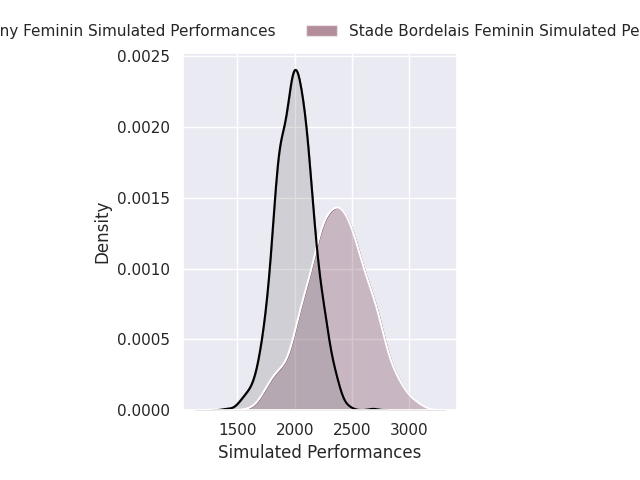 ny Feminin Simulated Performances
Stade Bordelais Feminin Simulated Pe
0.0025
0.0020
0.0015
0.0010
0.0005
0.0000
Density
1500 2000 2500 3000
Simulated Performances